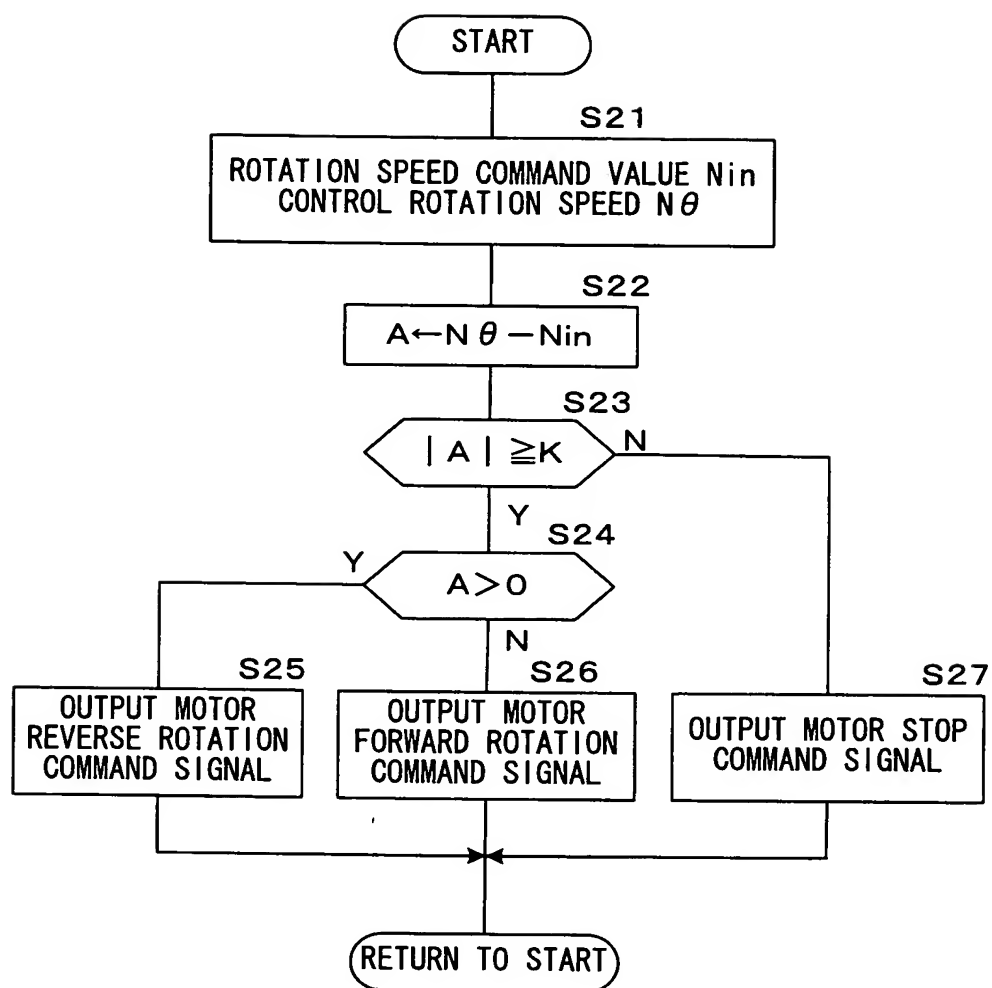 START
S21
ROTATION SPEED COMMAND VALUE Nin
CONTROL ROTATION SPEED Nθ
S22
A←Nθ−Nin
S23
|A| ≧K
N
Y
S24
Y
A>0
N
S25
OUTPUT MOTOR
REVERSE ROTATION
COMMAND SIGNAL
S26
OUTPUT MOTOR
FORWARD ROTATION
COMMAND SIGNAL
S27
OUTPUT MOTOR STOP
COMMAND SIGNAL
RETURN TO START